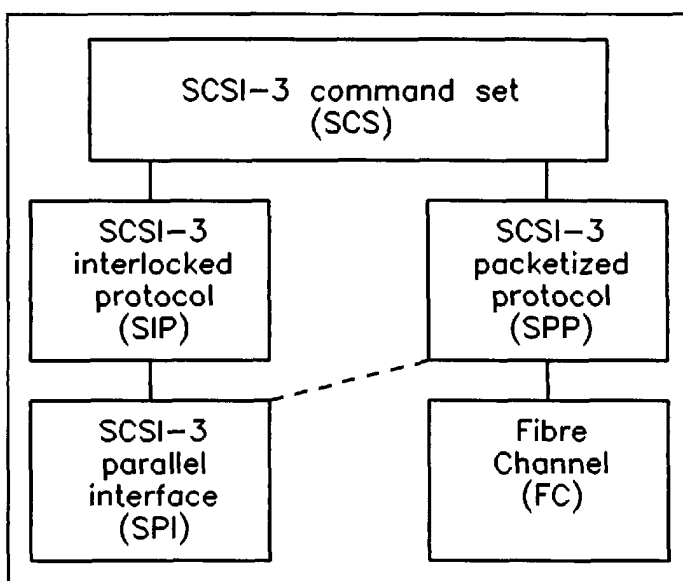 SCSI-3 command set
(SCS)
SCSI-3
interlocked
protocol
(SIP)
SCSI-3
packetized
protocol
(SPP)
SCSI-3
parallel
interface
(SPI)
Fibre
Channel
(FC)